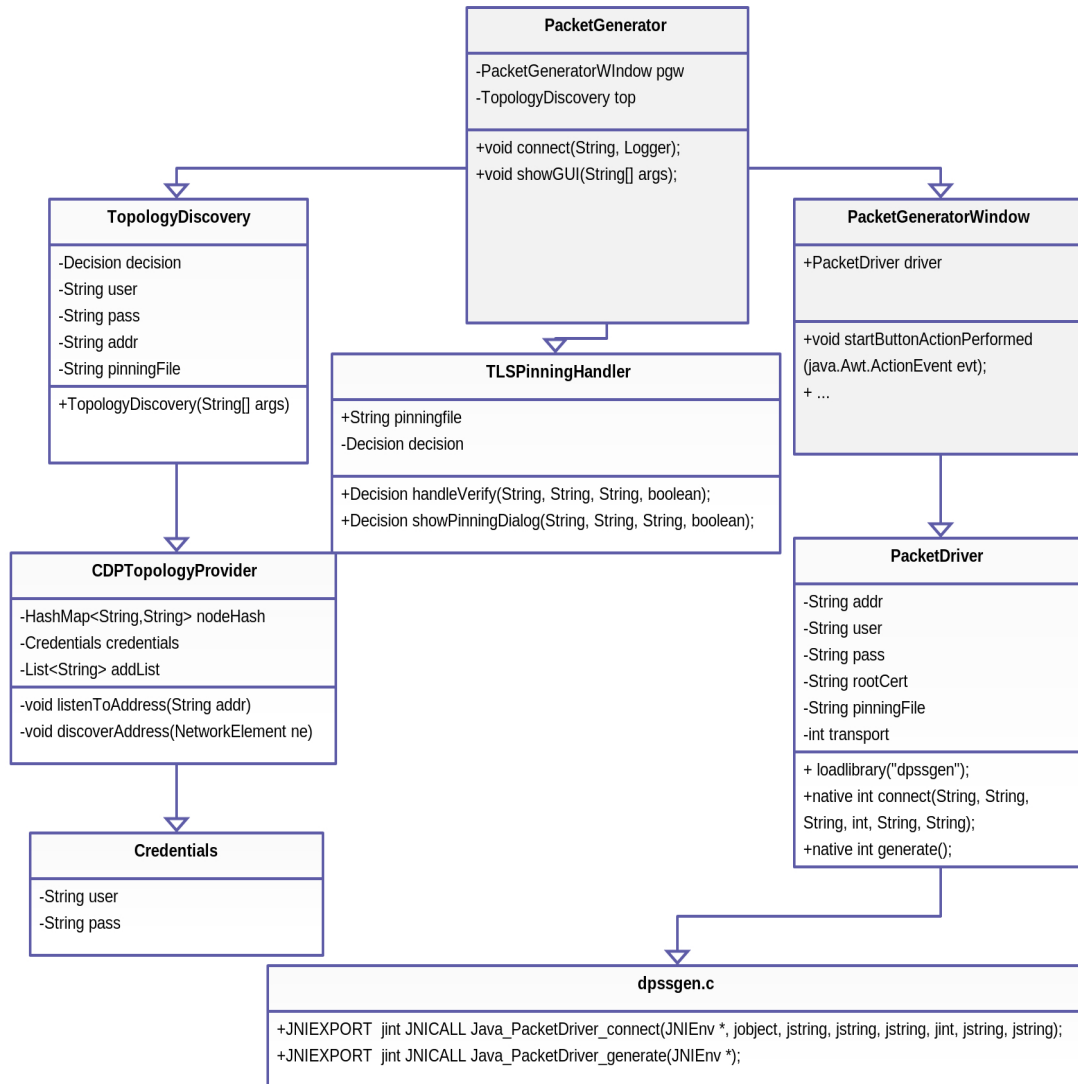 PacketGenerator
-PacketGeneratorWIndow pgw
-TopologyDiscovery top
+void connect(String, Logger);
+void showGUI(String[] args);
TopologyDiscovery
-Decision decision
-String user
-String pass
-String addr
-String pinningFile
+TopologyDiscovery(String[] args)
PacketGeneratorWindow
+PacketDriver driver
+void startButtonActionPerformed
(java.Awt.ActionEvent evt);
+ ...
TLSPinningHandler
+String pinningfile
-Decision decision
+Decision handleVerify(String, String, String, boolean);
+Decision showPinningDialog(String, String, String, boolean);
CDPTopologyProvider
-HashMap<String,String> nodeHash
-Credentials credentials
-List<String> addList
-void listenToAddress(String addr)
-void discoverAddress(NetworkElement ne)
PacketDriver
-String addr
-String user
-String pass
-String rootCert
-String pinningFile
-int transport
+ loadlibrary("dpssgen");
+native int connect(String, String,
String, int, String, String);
+native int generate();
Credentials
-String user
-String pass
dpssgen.c
+JNIEXPORT  jint JNICALL Java_PacketDriver_connect(JNIEnv *, jobject, jstring, jstring, jstring, jint, jstring, jstring);
+JNIEXPORT  jint JNICALL Java_PacketDriver_generate(JNIEnv *);